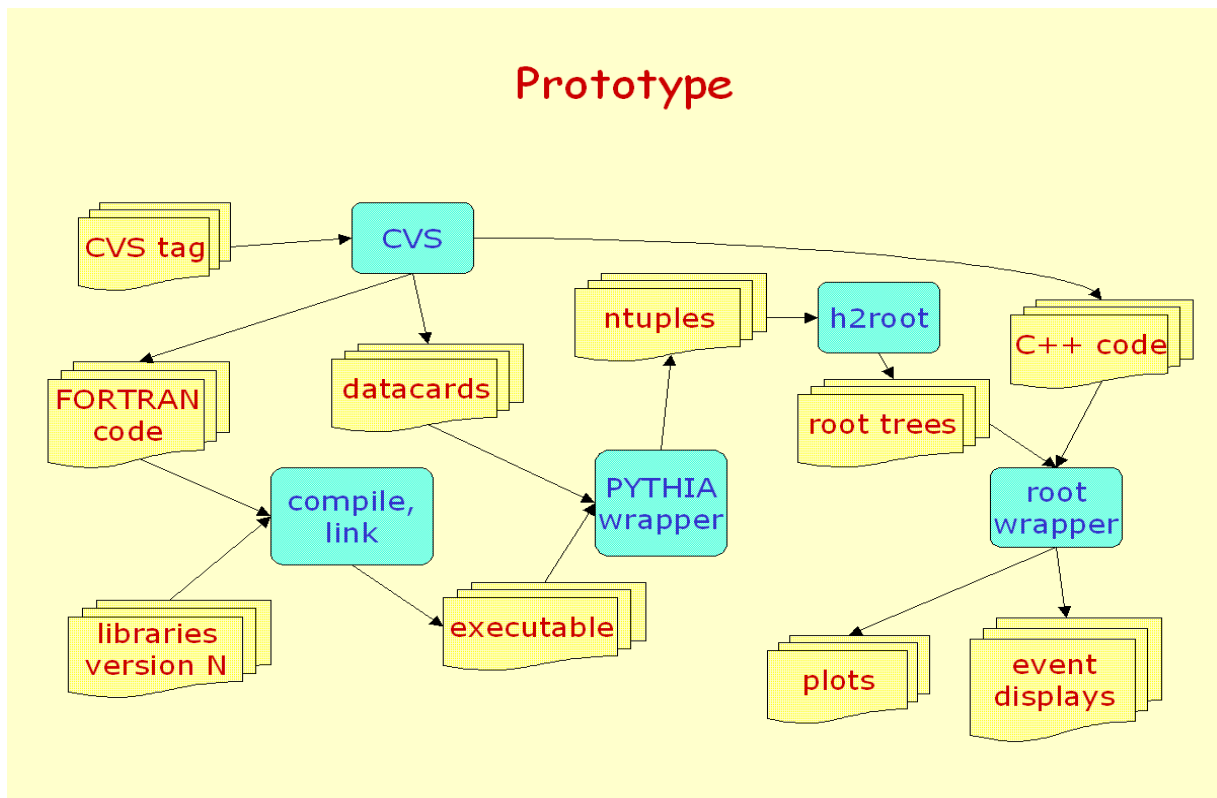 Prototype
CVS tag
CVS
ntuples
h2root
C++ code
datacards
FORTRAN
code
root trees
compile,
link
PYTHIA
wrapper
root
wrapper
libraries
version N
executable
plots
event
displays